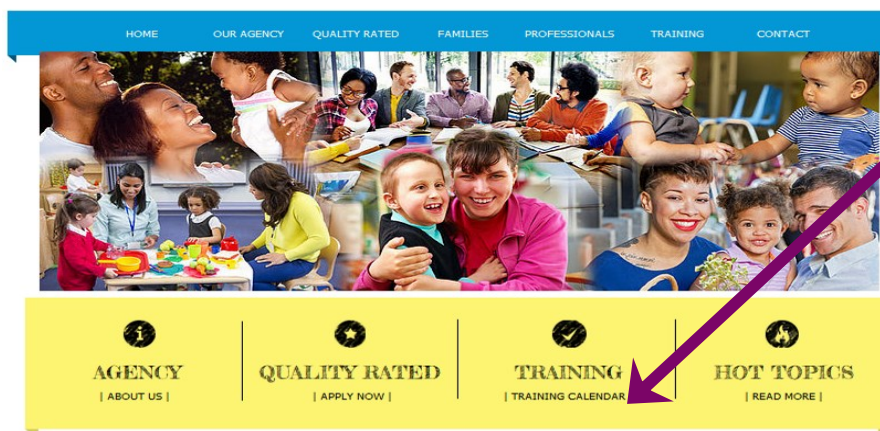 HOME OUR AGENCY QUALITY RATED FAMILIES PROFESSIONALS TRAINING CONTACT
AGENCY QUALITY RATED TRAINING HOT TOPICS
| ABOUT US | | APPLY NOW | | TRAINING CALENDAR | READ MORE |